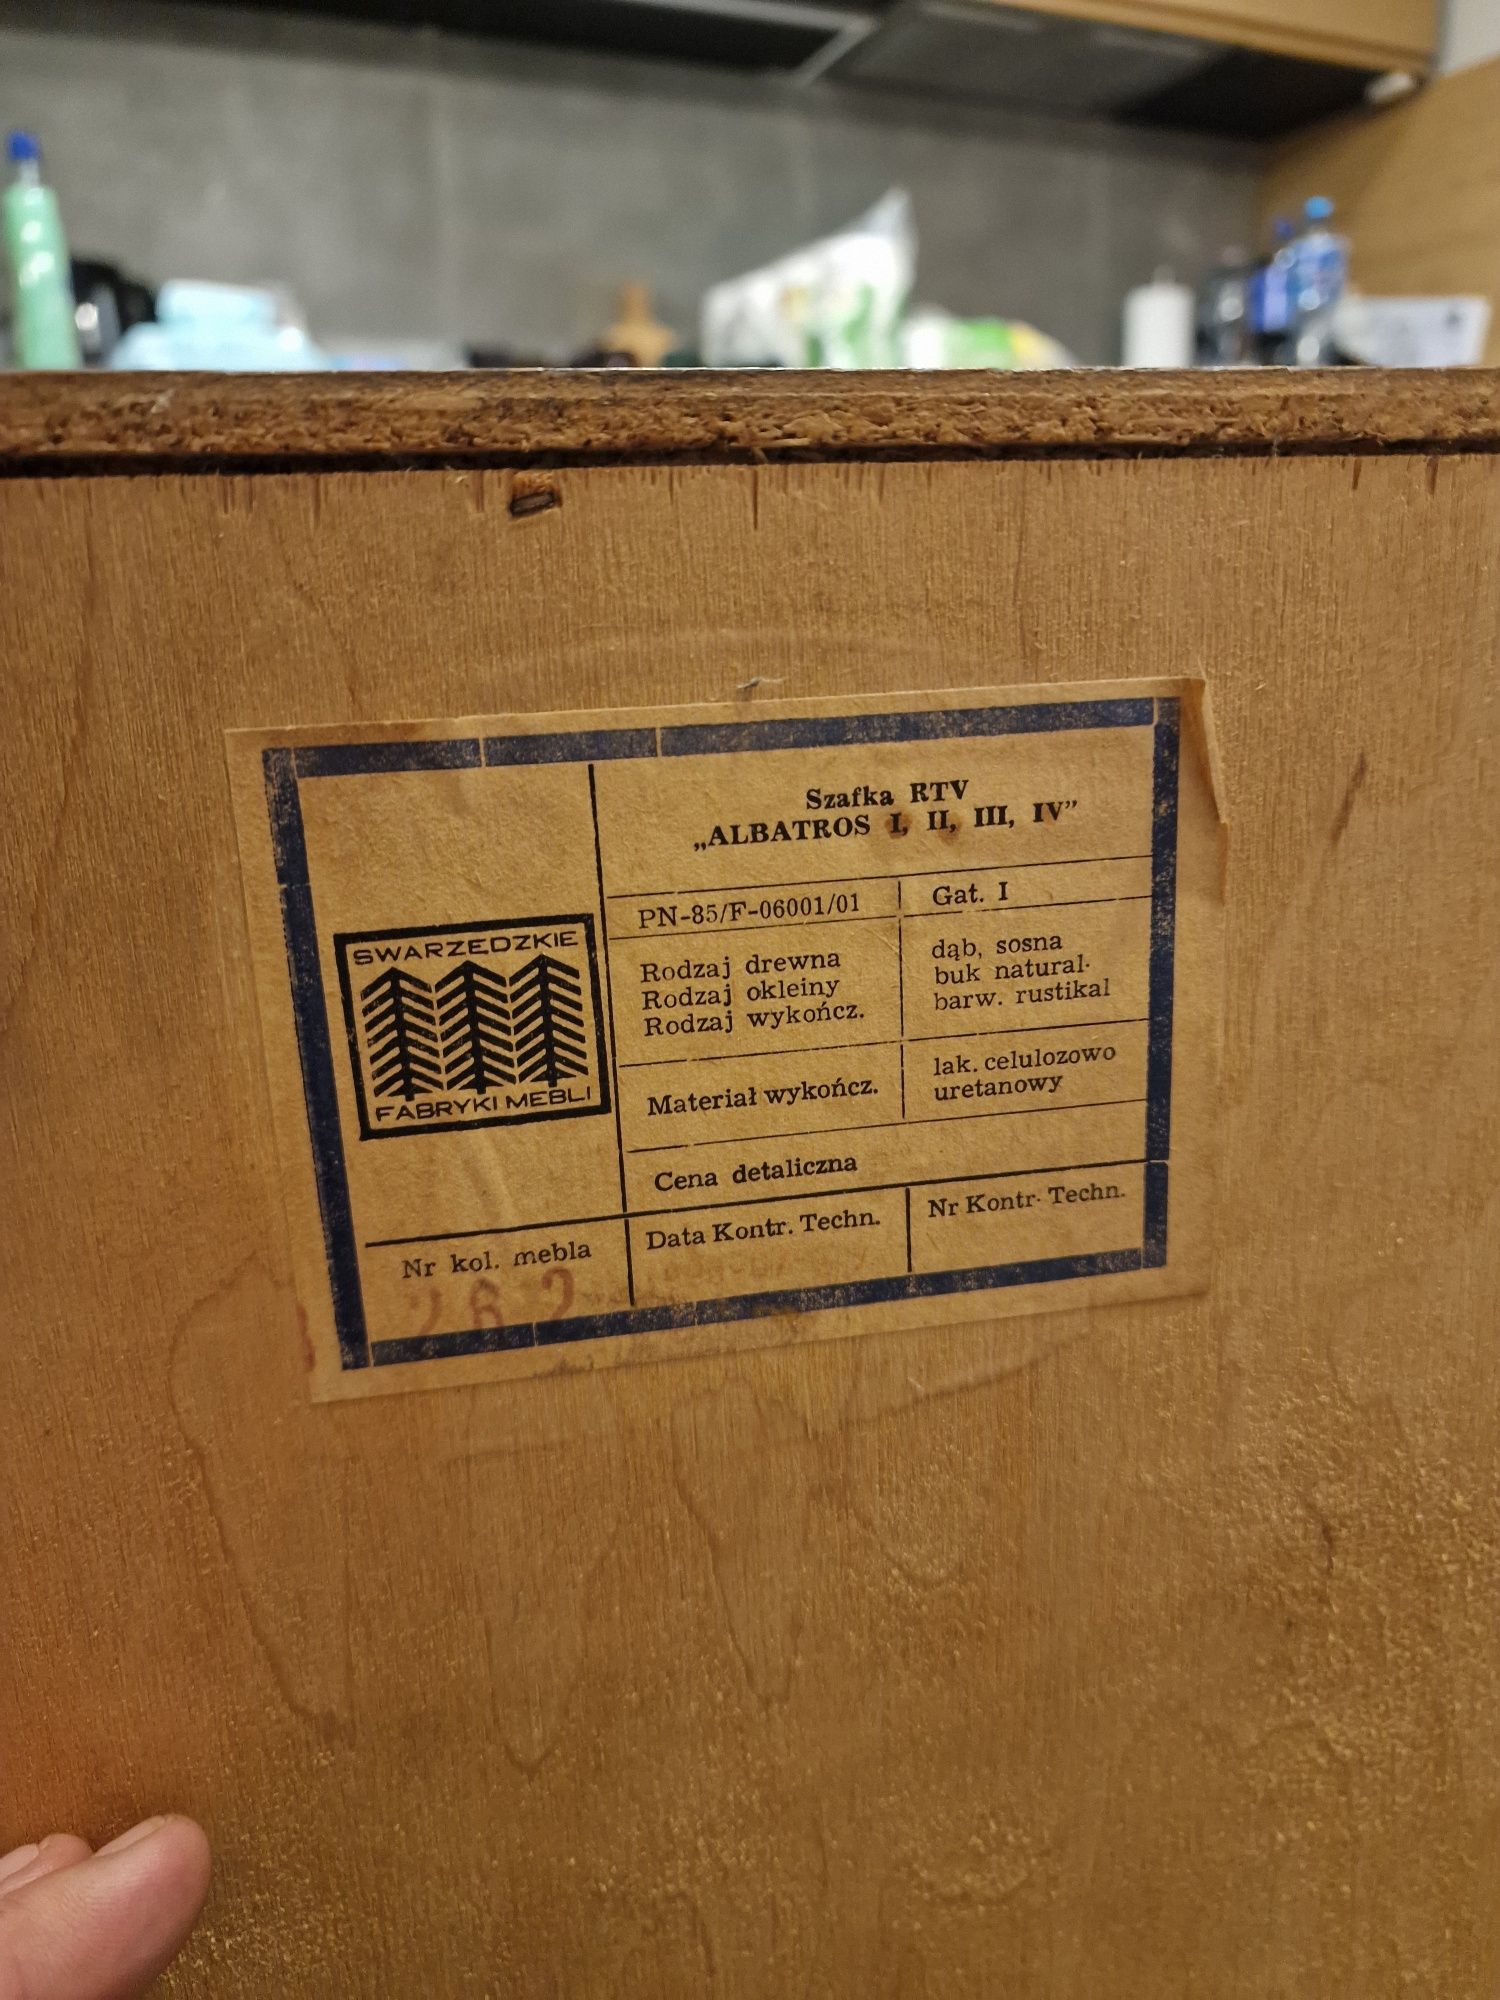 Szafka RTV
„ALBATROS I, II, III, IV”
PN-85/F-06001/01
Gat. I
SWARZĘDZKIE
FABRYKI MEBLI
Rodzaj drewna
Rodzaj okleiny
Rodzaj wykończ.
dąb, sosna
buk natural.
barw. rustikal
Materiał wykończ.
lak. celulozowo
uretanowy
Cena detaliczna
Nr kol. mebla
262
Data Kontr. Techn.
Nr Kontr. Techn.